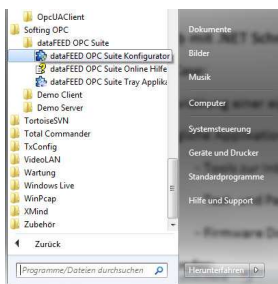 OpcUAClient
Softing OPC
dataFEED OPC Suite
dataFEED OPC Suite Konfigurator
dataFEED OPC Suite Online Hilfe
dataFEED OPC Suite Tray Applika
Demo Client
Demo Server
TortoiseSVN
Total Commander
TxConfig
VideoLAN
Wartung
Windows Live
WinPcap
XMind
Zubehör
Zurück
Programme/Dateien durchsuchen
Dokumente
Bilder
Musik
Computer
Systemsteuerung
Geräte und Drucker
Standardprogramme
Hilfe und Support
Herunterfahren